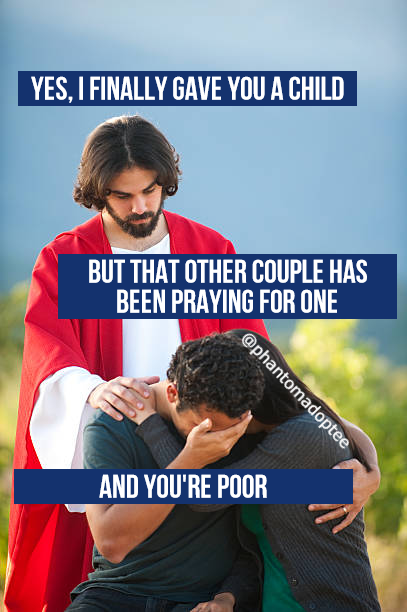 YES, I FINALLY GAVE YOU A CHILD
BUT THAT OTHER COUPLE HAS
BEEN PRAYING FOR ONE
@phantomadoptee
AND YOU'RE POOR